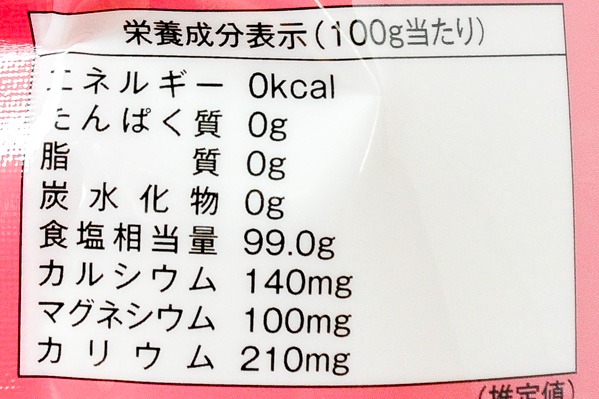 栄養成分表示(100g当たり)
エネルギー 0kcal
たんぱく質 0g
脂質 0g
炭水化物 0g
食塩相当量 99.0g
カルシウム 140mg
マグネシウム 100mg
カリウム 210mg
(推定値)